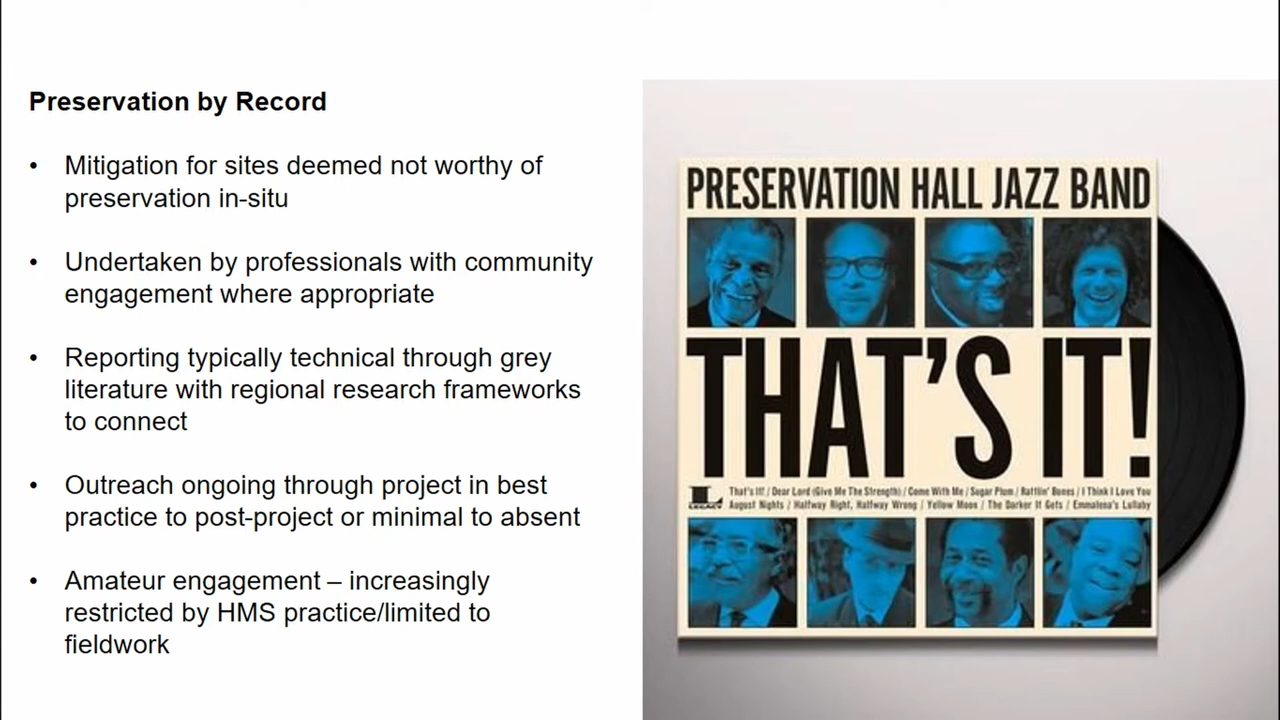 Preservation by Record
• Mitigation for sites deemed not worthy of
preservation in-situ
• Undertaken by professionals with community
engagement where appropriate
• Reporting typically technical through grey
literature with regional research frameworks
to connect
• Outreach ongoing through project in best
practice to post-project or minimal to absent
• Amateur engagement – increasingly
restricted by HMS practice/limited to
fieldwork
PRESERVATION HALL JAZZ BAND
THAT'S IT!
L
LEGACY
That's It! / Dear Lord (Give Me The Strength) / Come With Me / Sugar Plum / Rattlin' Bones / I Think I Love You
August Nights / Halfway Right, Halfway Wrong / Yellow Moon / The Darker It Gets / Emmalena's Lullaby